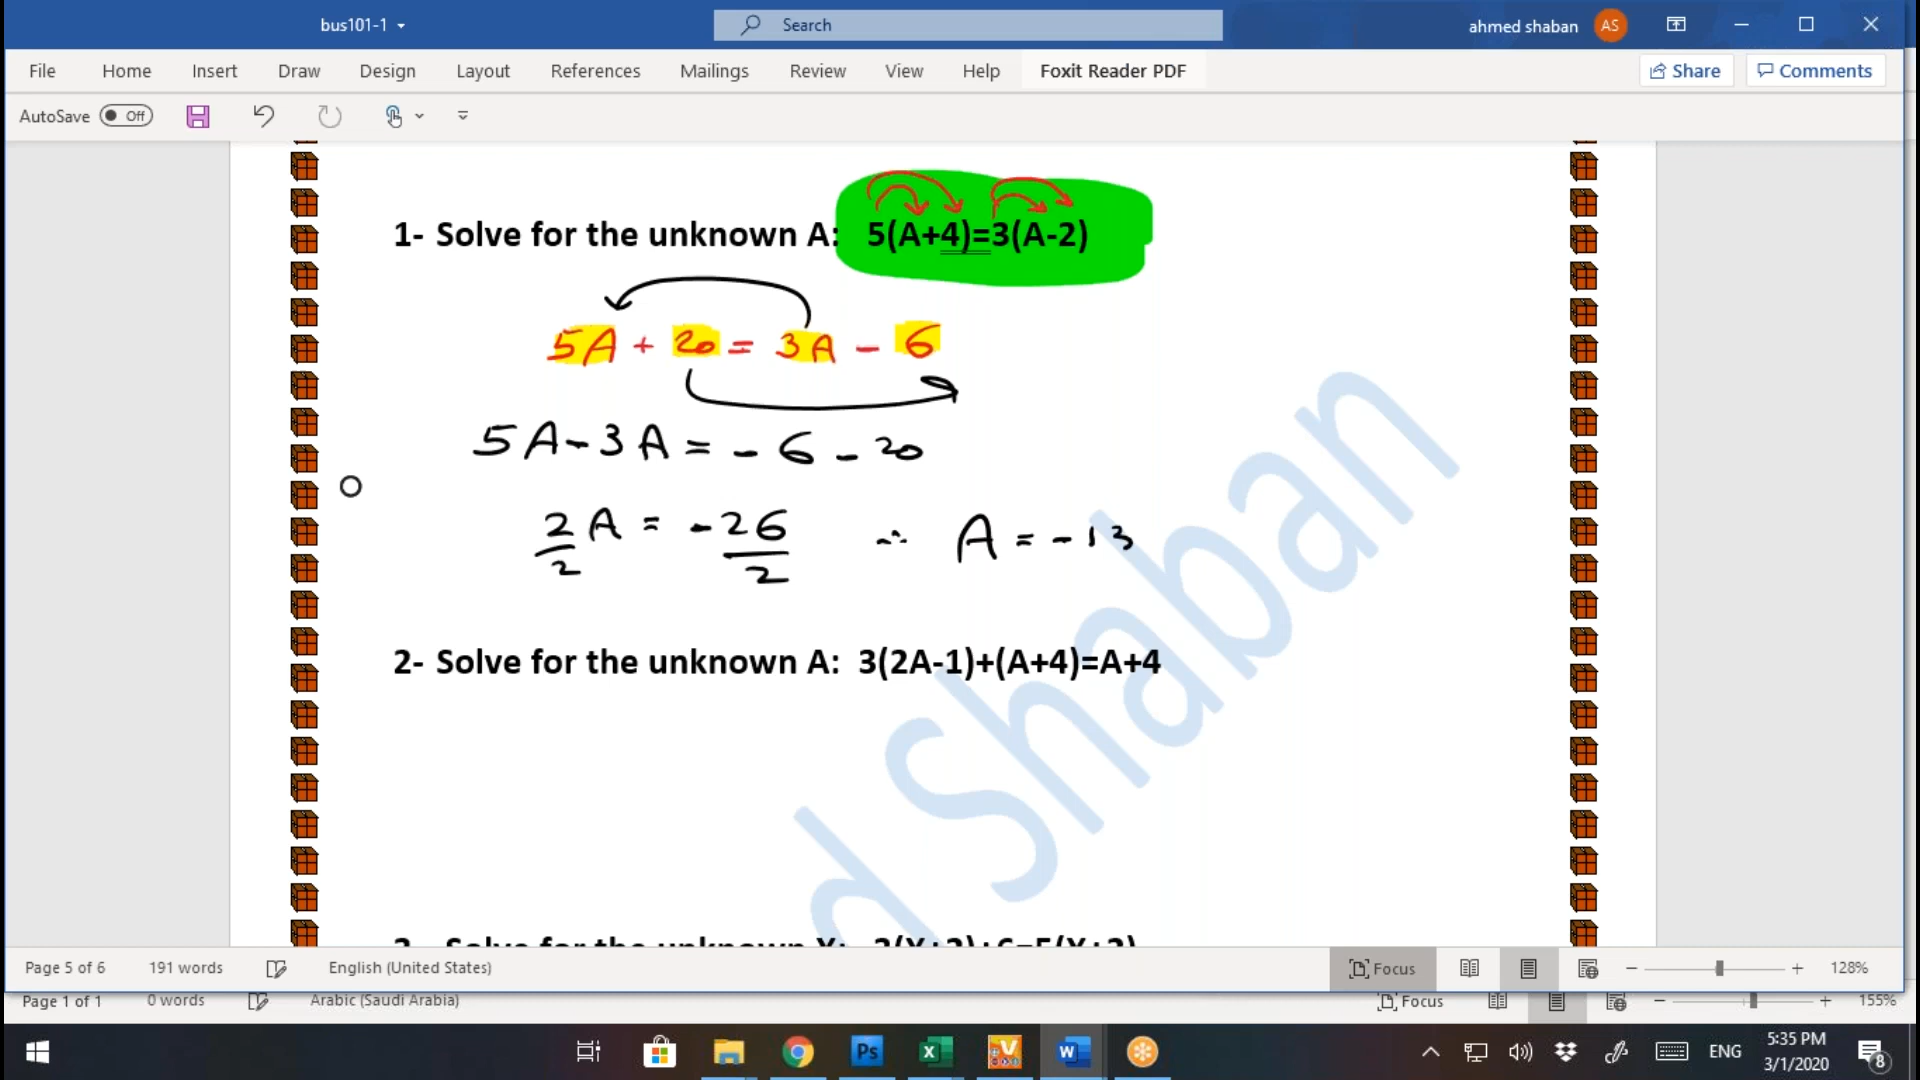 bus101-1
Search
ahmed shaban
AS
File Home Insert Draw Design Layout References Mailings Review View Help Foxit Reader PDF
Share
Comments
AutoSave Off
1- Solve for the unknown A: 5(A+4)=3(A-2)
5A + 20 = 3A - 6
5A - 3A = - 6 - 20
2/2 A = -26/2 ∴ A = -13
2- Solve for the unknown A: 3(2A-1)+(A+4)=A+4
d Shaban
Page 5 of 6 191 words English (United States) Focus 128%
Page 1 of 1 0 words Arabic (Saudi Arabia) Focus 155%
Ps
ENG
5:35 PM
3/1/2020
8